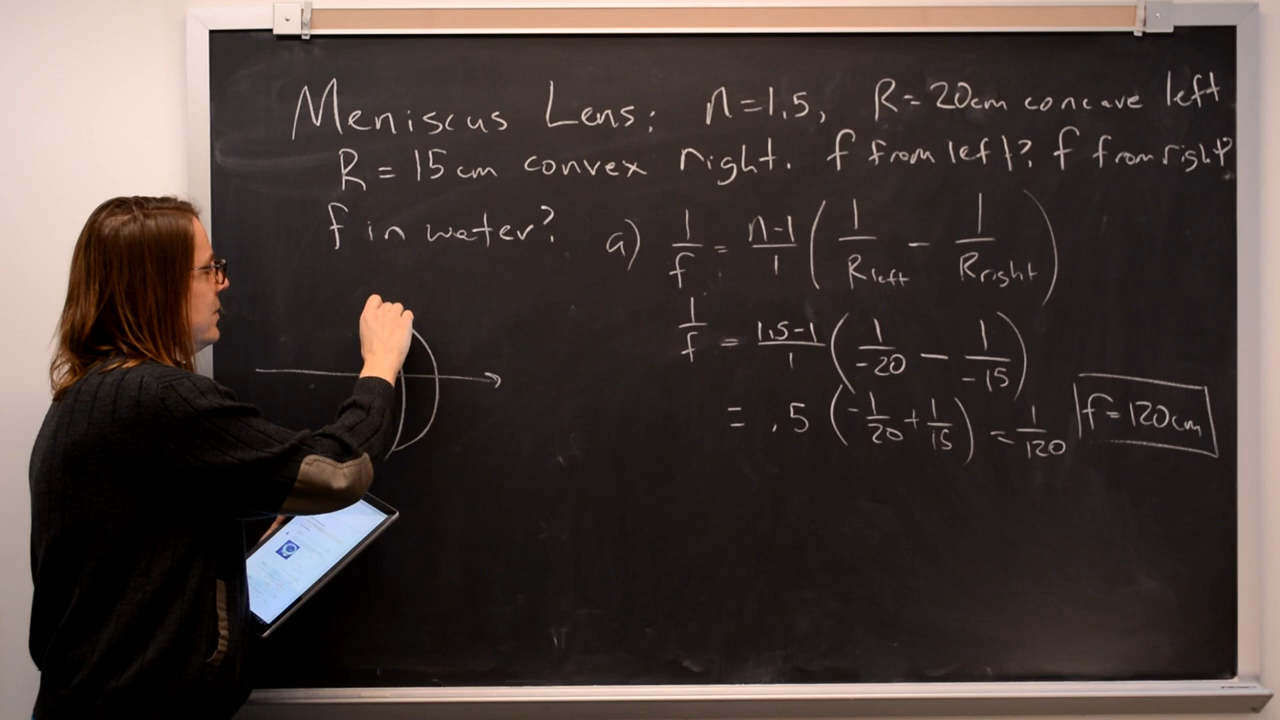 Meniscus Lens: n=1.5, R=20cm concave left
R=15cm convex right. f from left? f from right?
f in water?
a) 1/f = (n-1)/1 (1/Rleft - 1/Rright)
1/f = (1.5-1)/1 (1/-20 - 1/-15)
= .5 (-1/20 + 1/15) = 1/120 f=120cm